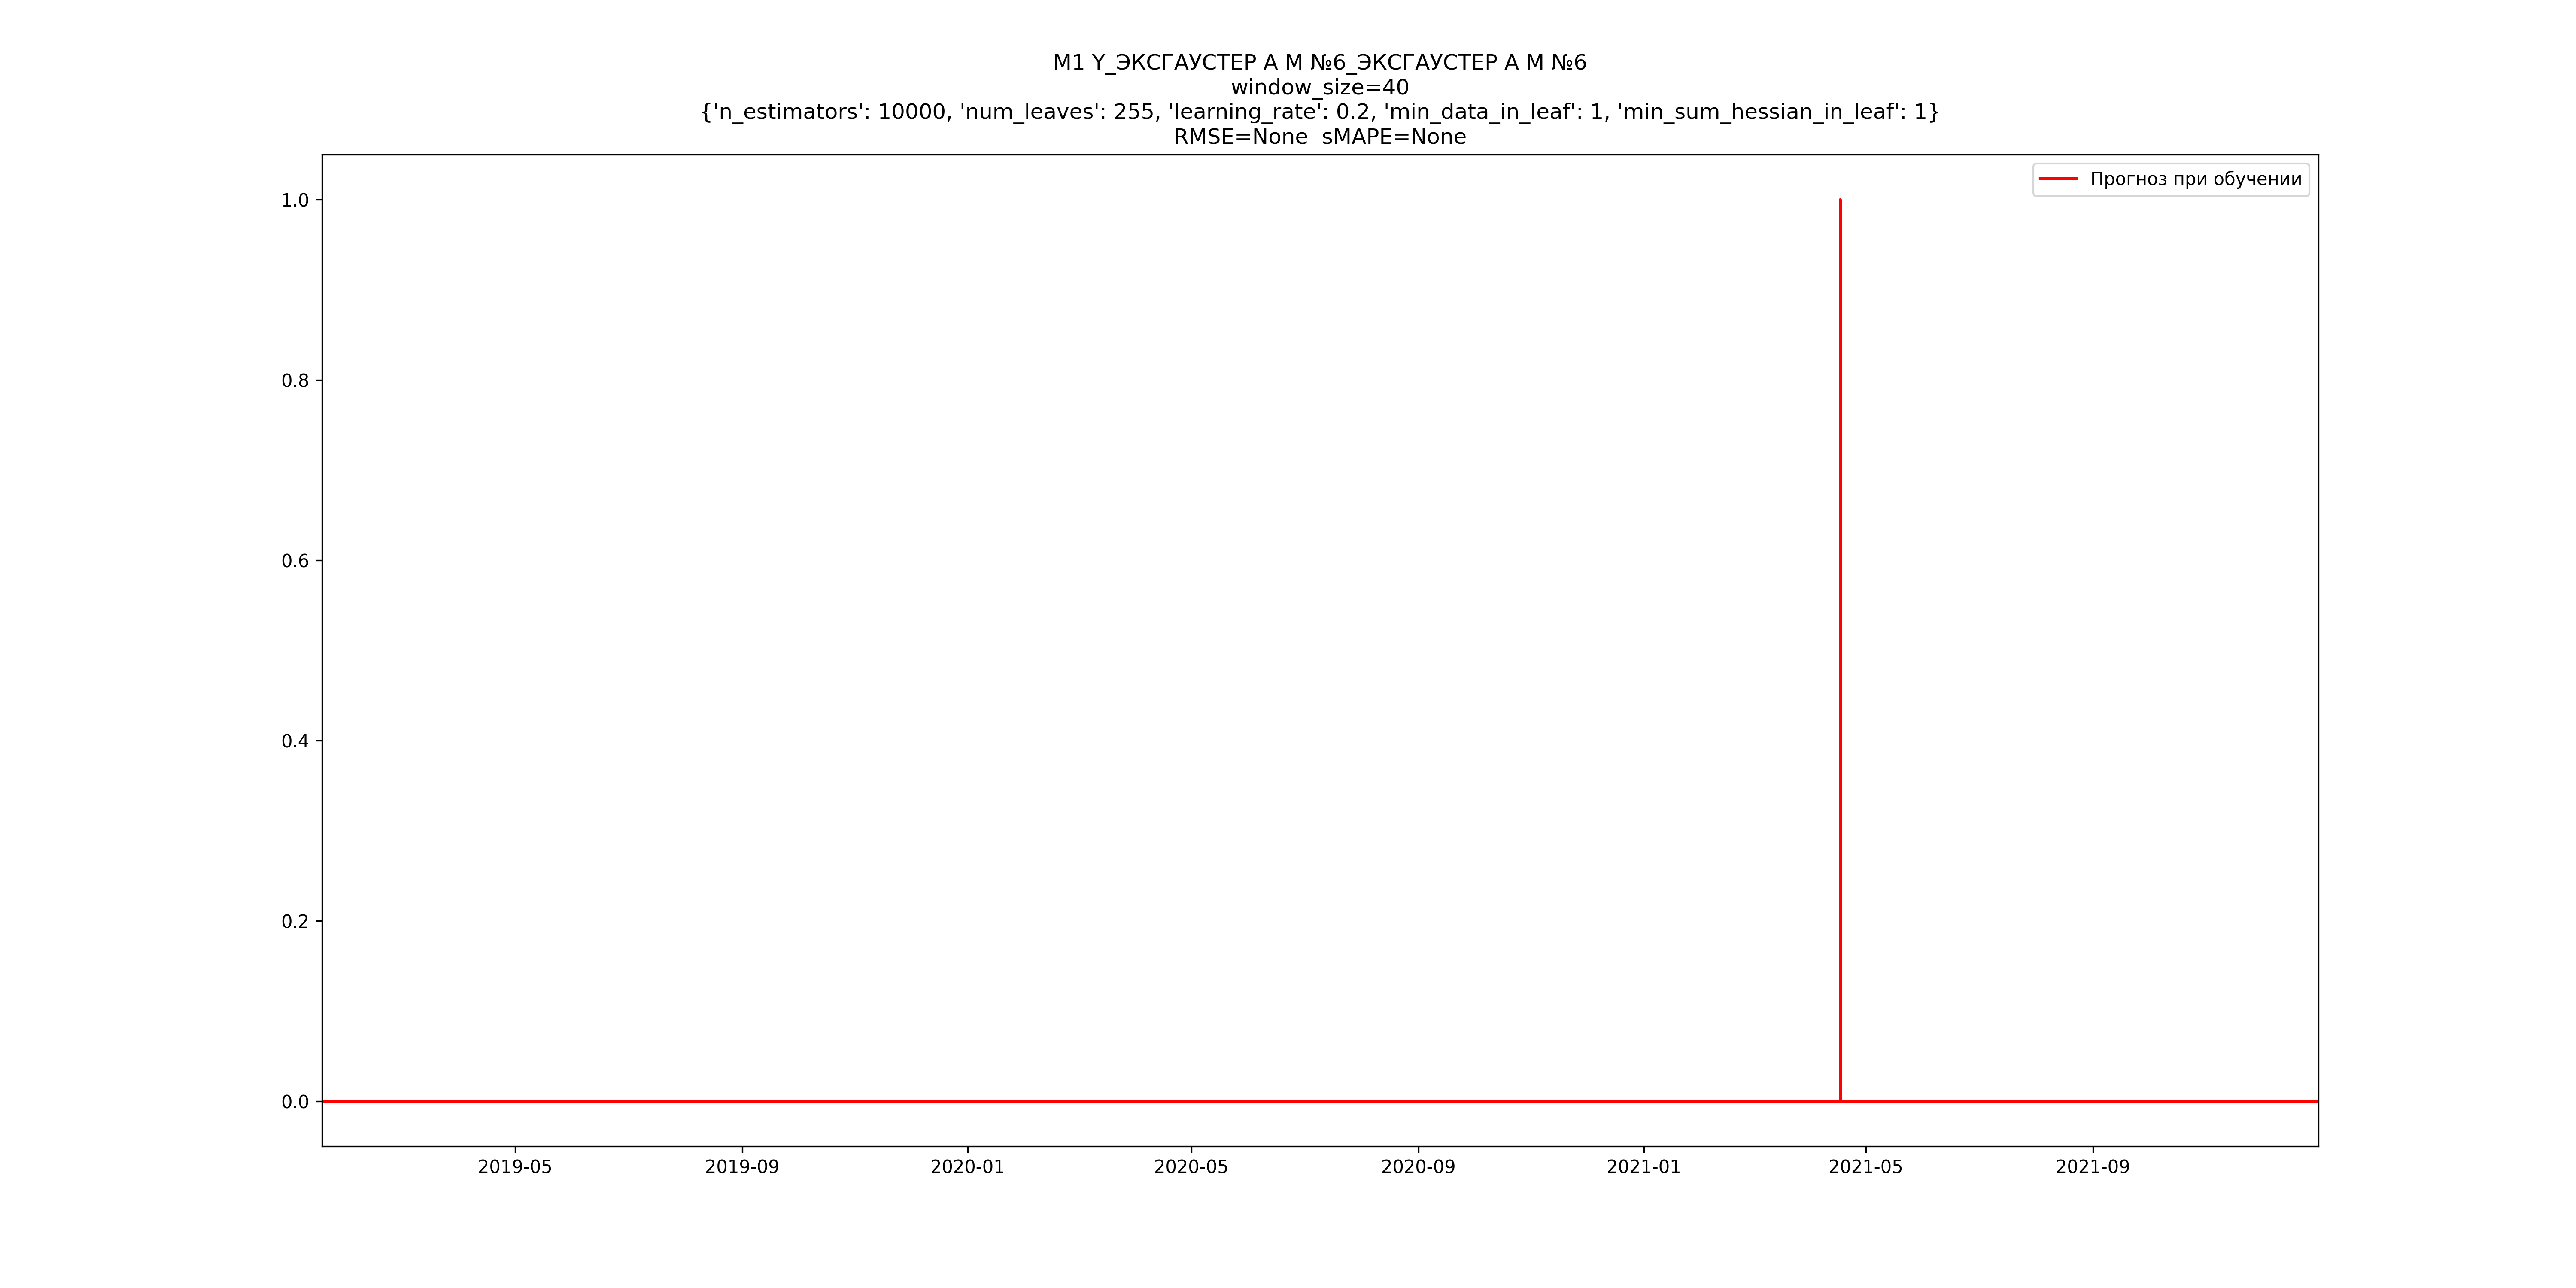 M1 Y_ЭКСГАУСТЕР А М №6_ЭКСГАУСТЕР А М №6
window_size=40
{'n_estimators': 10000, 'num_leaves': 255, 'learning_rate': 0.2, 'min_data_in_leaf': 1, 'min_sum_hessian_in_leaf': 1}
RMSE=None  sMAPE=None
Прогноз при обучении
1.0
0.8
0.6
0.4
0.2
0.0
2019-05 2019-09 2020-01 2020-05 2020-09 2021-01 2021-05 2021-09